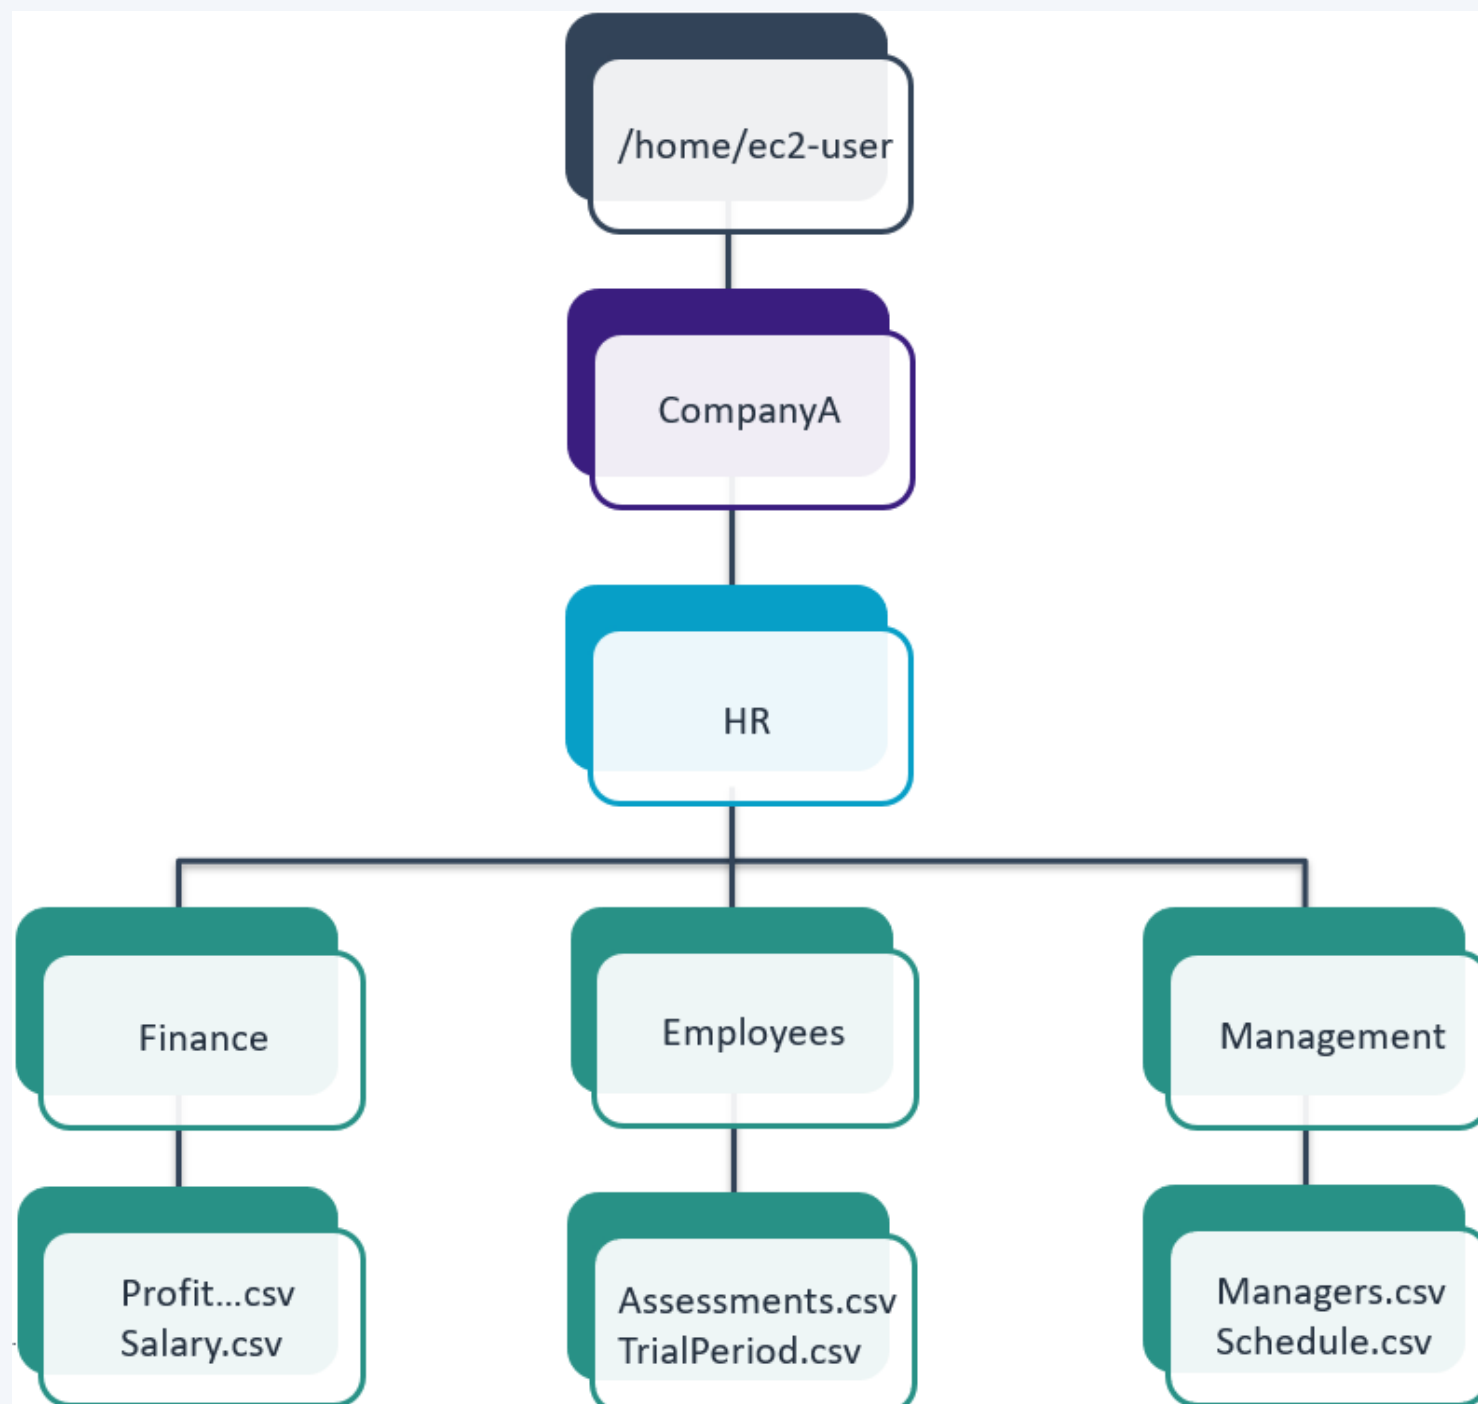 /home/ec2-user
CompanyA
HR
Finance
Employees
Management
Profit...csv
Salary.csv
Assessments.csv
TrialPeriod.csv
Managers.csv
Schedule.csv